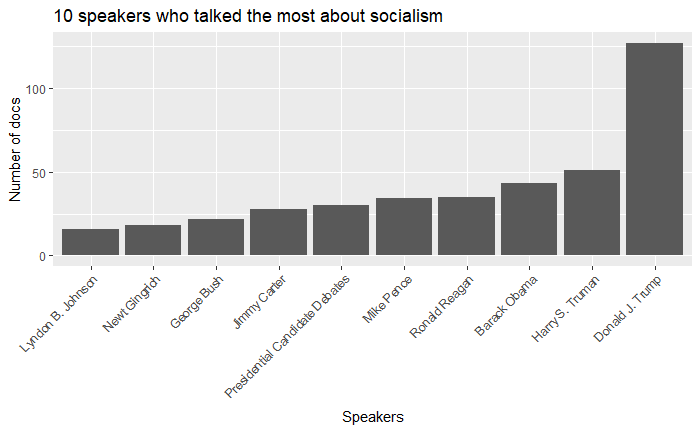 10 speakers who talked the most about socialism
Number of docs
100
50
0
Lyndon B. Johnson
Newt Gingrich
George Bush
Jimmy Carter
Presidential Candidate Debates
Mike Pence
Ronald Reagan
Barack Obama
Harry S. Truman
Donald J. Trump
Speakers